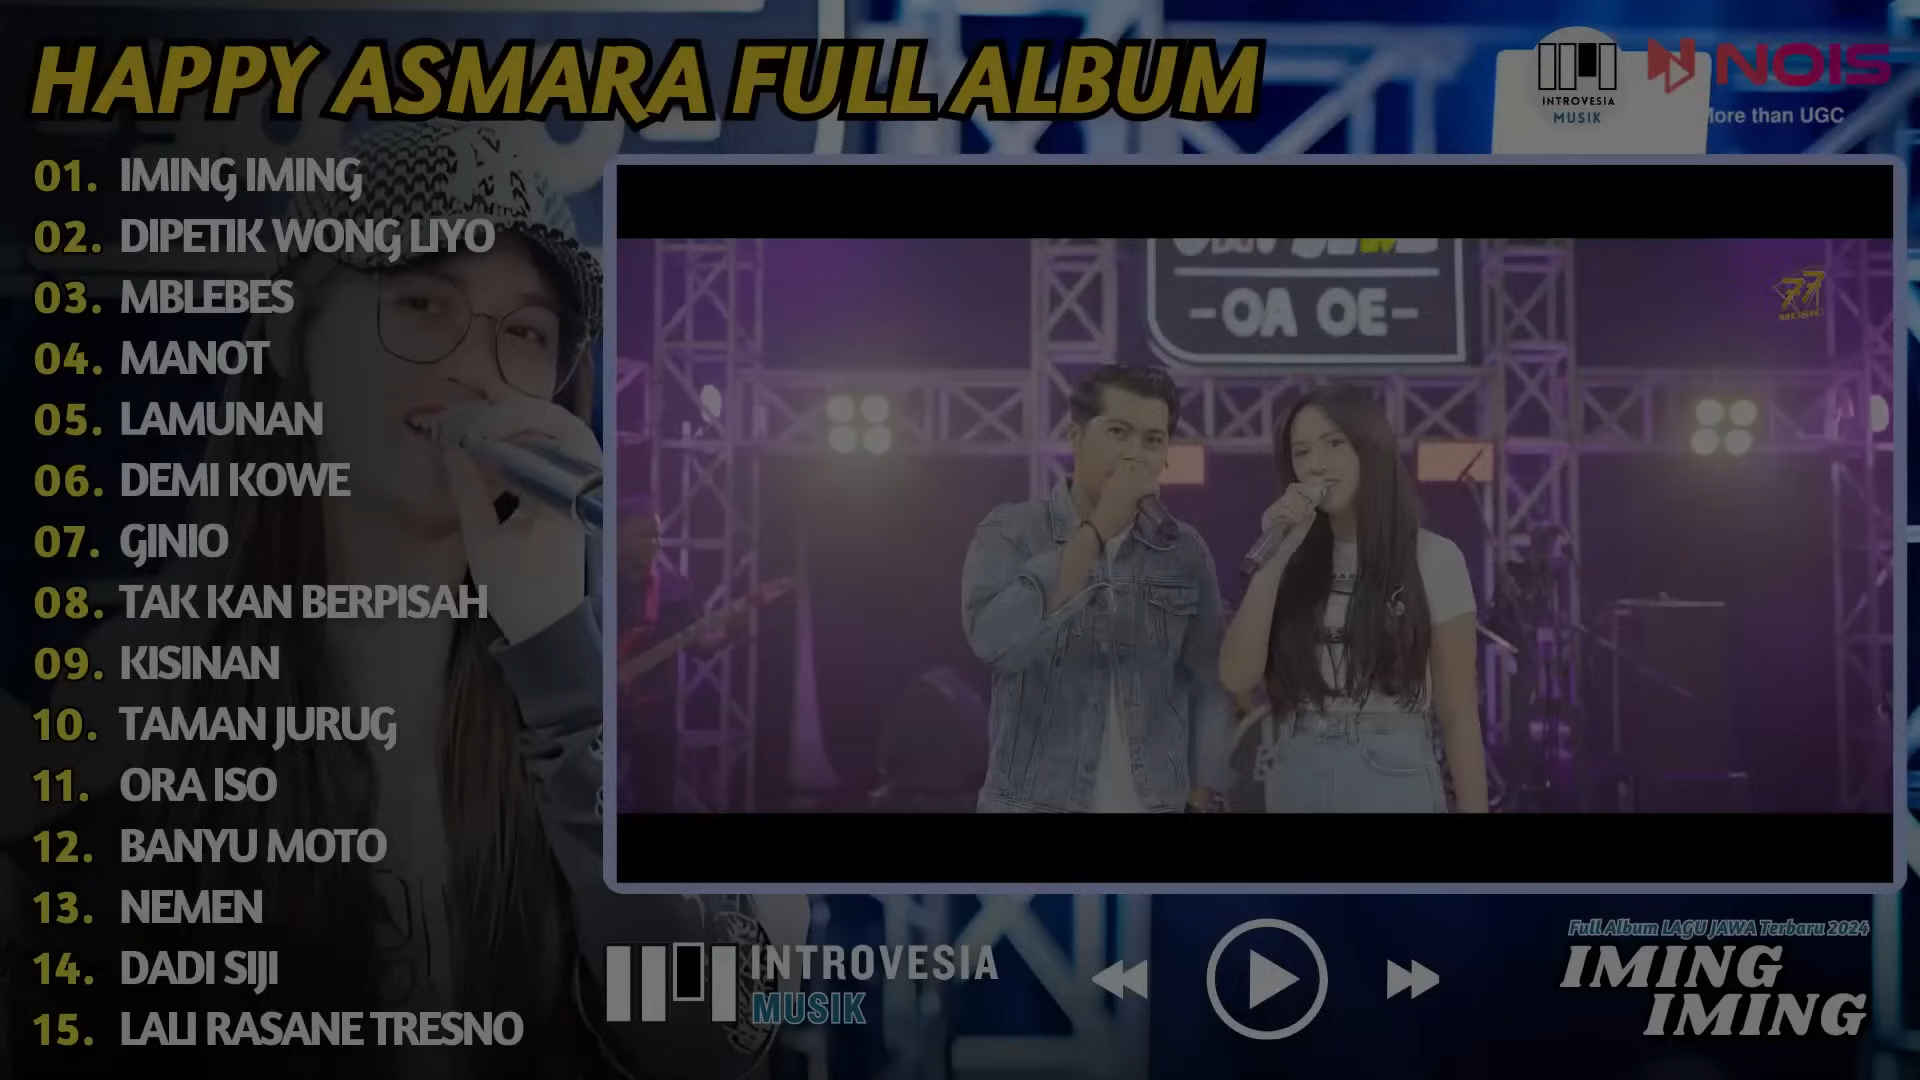 HAPPY ASMARA FULL ALBUM
INTROVESIA
MUSIK
NOIS
More than UGC
01. IMING IMING
02. DIPETIK WONG LIYO
03. MBLEBES
04. MANOT
05. LAMUNAN
06. DEMI KOWE
07. GINIO
08. TAK KAN BERPISAH
09. KISINAN
10. TAMAN JURUG
11. ORA ISO
12. BANYU MOTO
13. NEMEN
14. DADI SIJI
15. LALI RASANE TRESNO
-OA OE-
77
MUSIC
INTROVESIA
MUSIK
Full Album LAGU JAWA Terbaru 2024
IMING
IMING